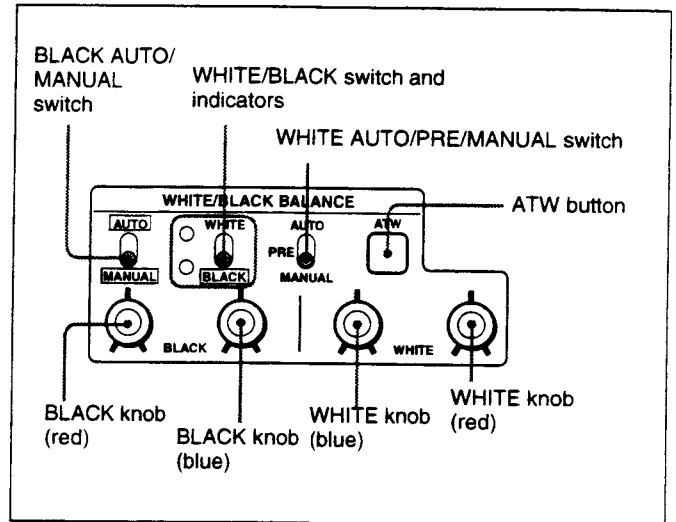 BLACK AUTO/
MANUAL
switch
WHITE/BLACK switch and
indicators
WHITE AUTO/PRE/MANUAL switch
WHITE/BLACK BALANCE
ATW button
AUTO
WHITE
AUTO
ATW
PRE
MANUAL
BLACK
MANUAL
BLACK
WHITE
BLACK knob
(red)
BLACK knob
(blue)
WHITE knob
(blue)
WHITE knob
(red)